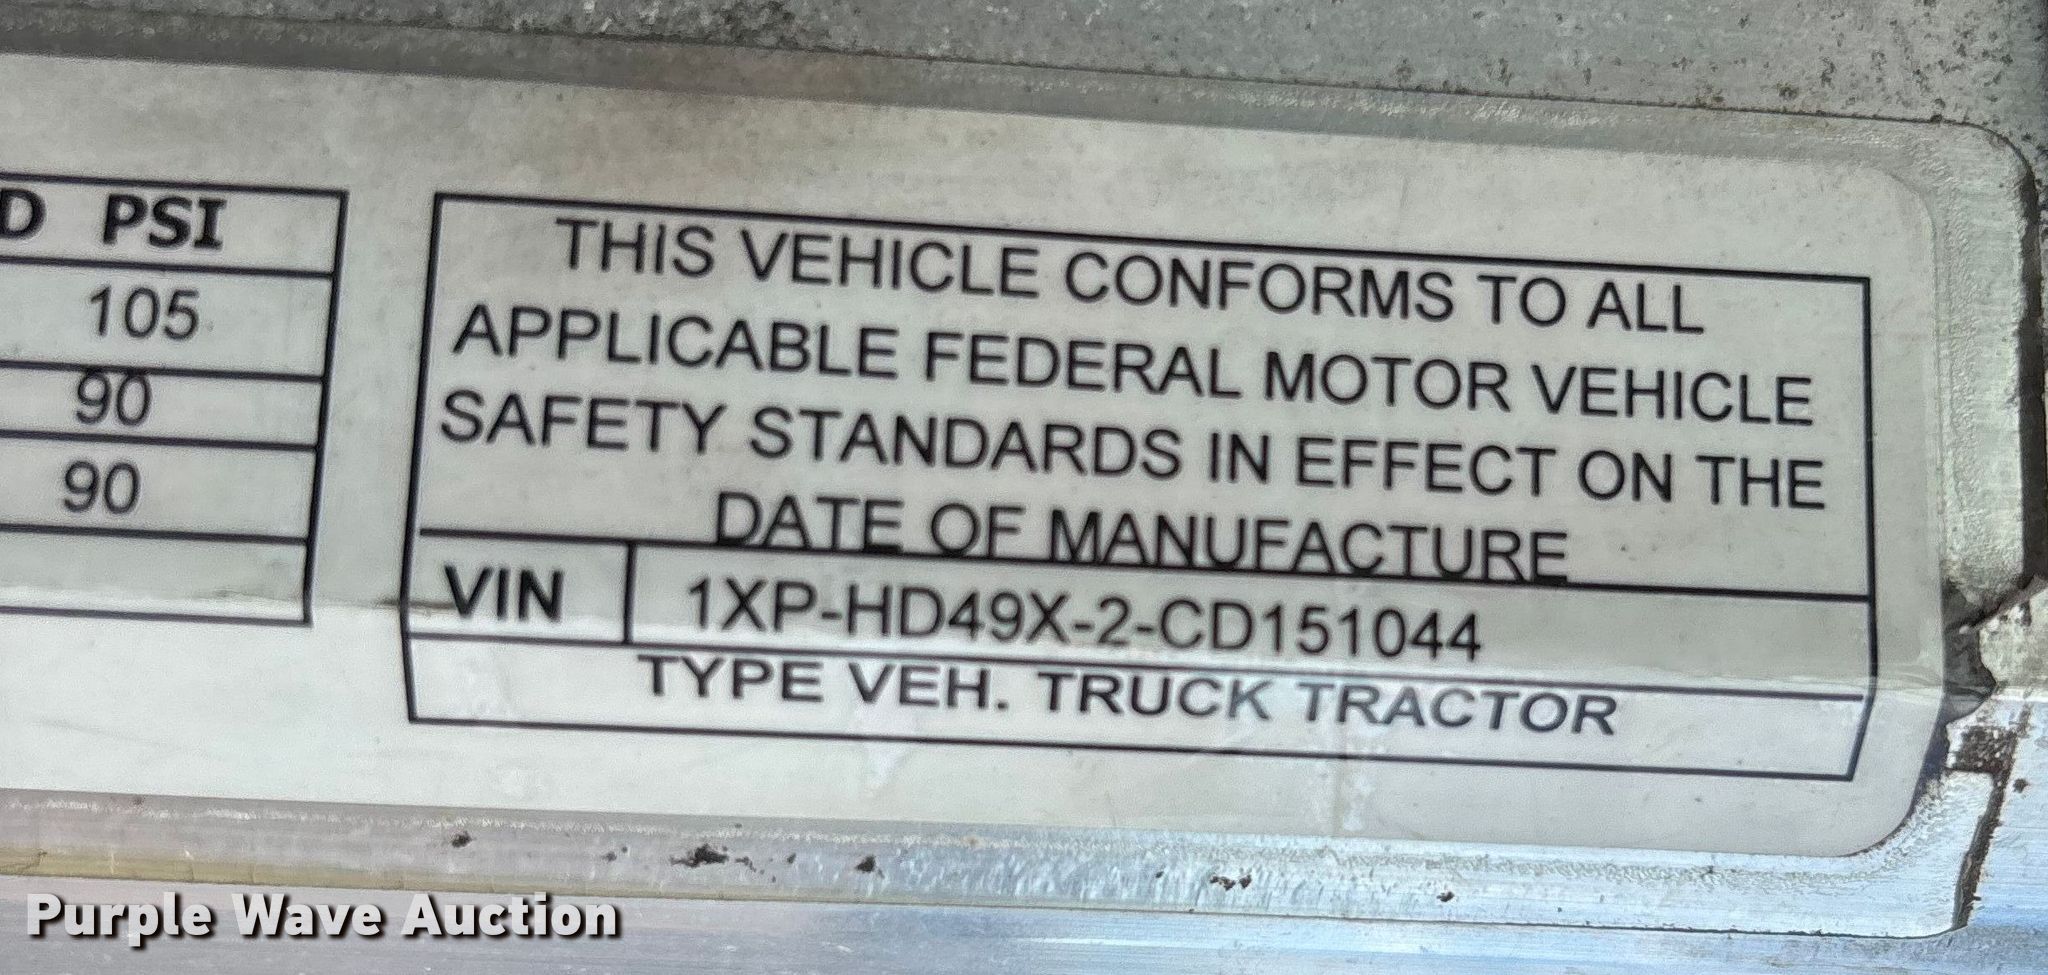 D PSI
105
90
90
THIS VEHICLE CONFORMS TO ALL
APPLICABLE FEDERAL MOTOR VEHICLE
SAFETY STANDARDS IN EFFECT ON THE
DATE OF MANUFACTURE
VIN 1XP-HD49X-2-CD151044
TYPE VEH. TRUCK TRACTOR
Purple Wave Auction